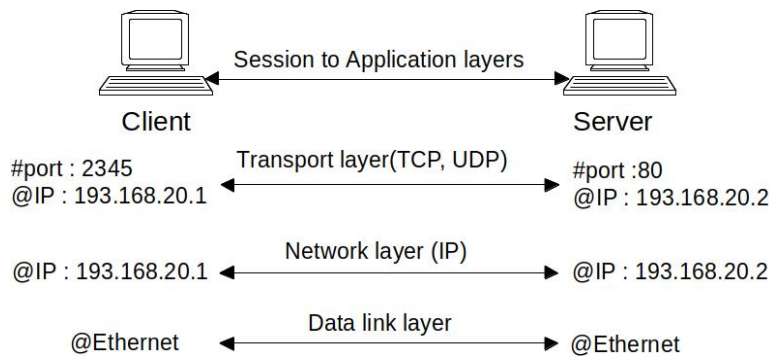 Session to Application layers
Client
Server
#port : 2345
@IP : 193.168.20.1
Transport layer(TCP, UDP)
#port :80
@IP : 193.168.20.2
Network layer (IP)
@IP : 193.168.20.1
@IP : 193.168.20.2
Data link layer
@Ethernet
@Ethernet